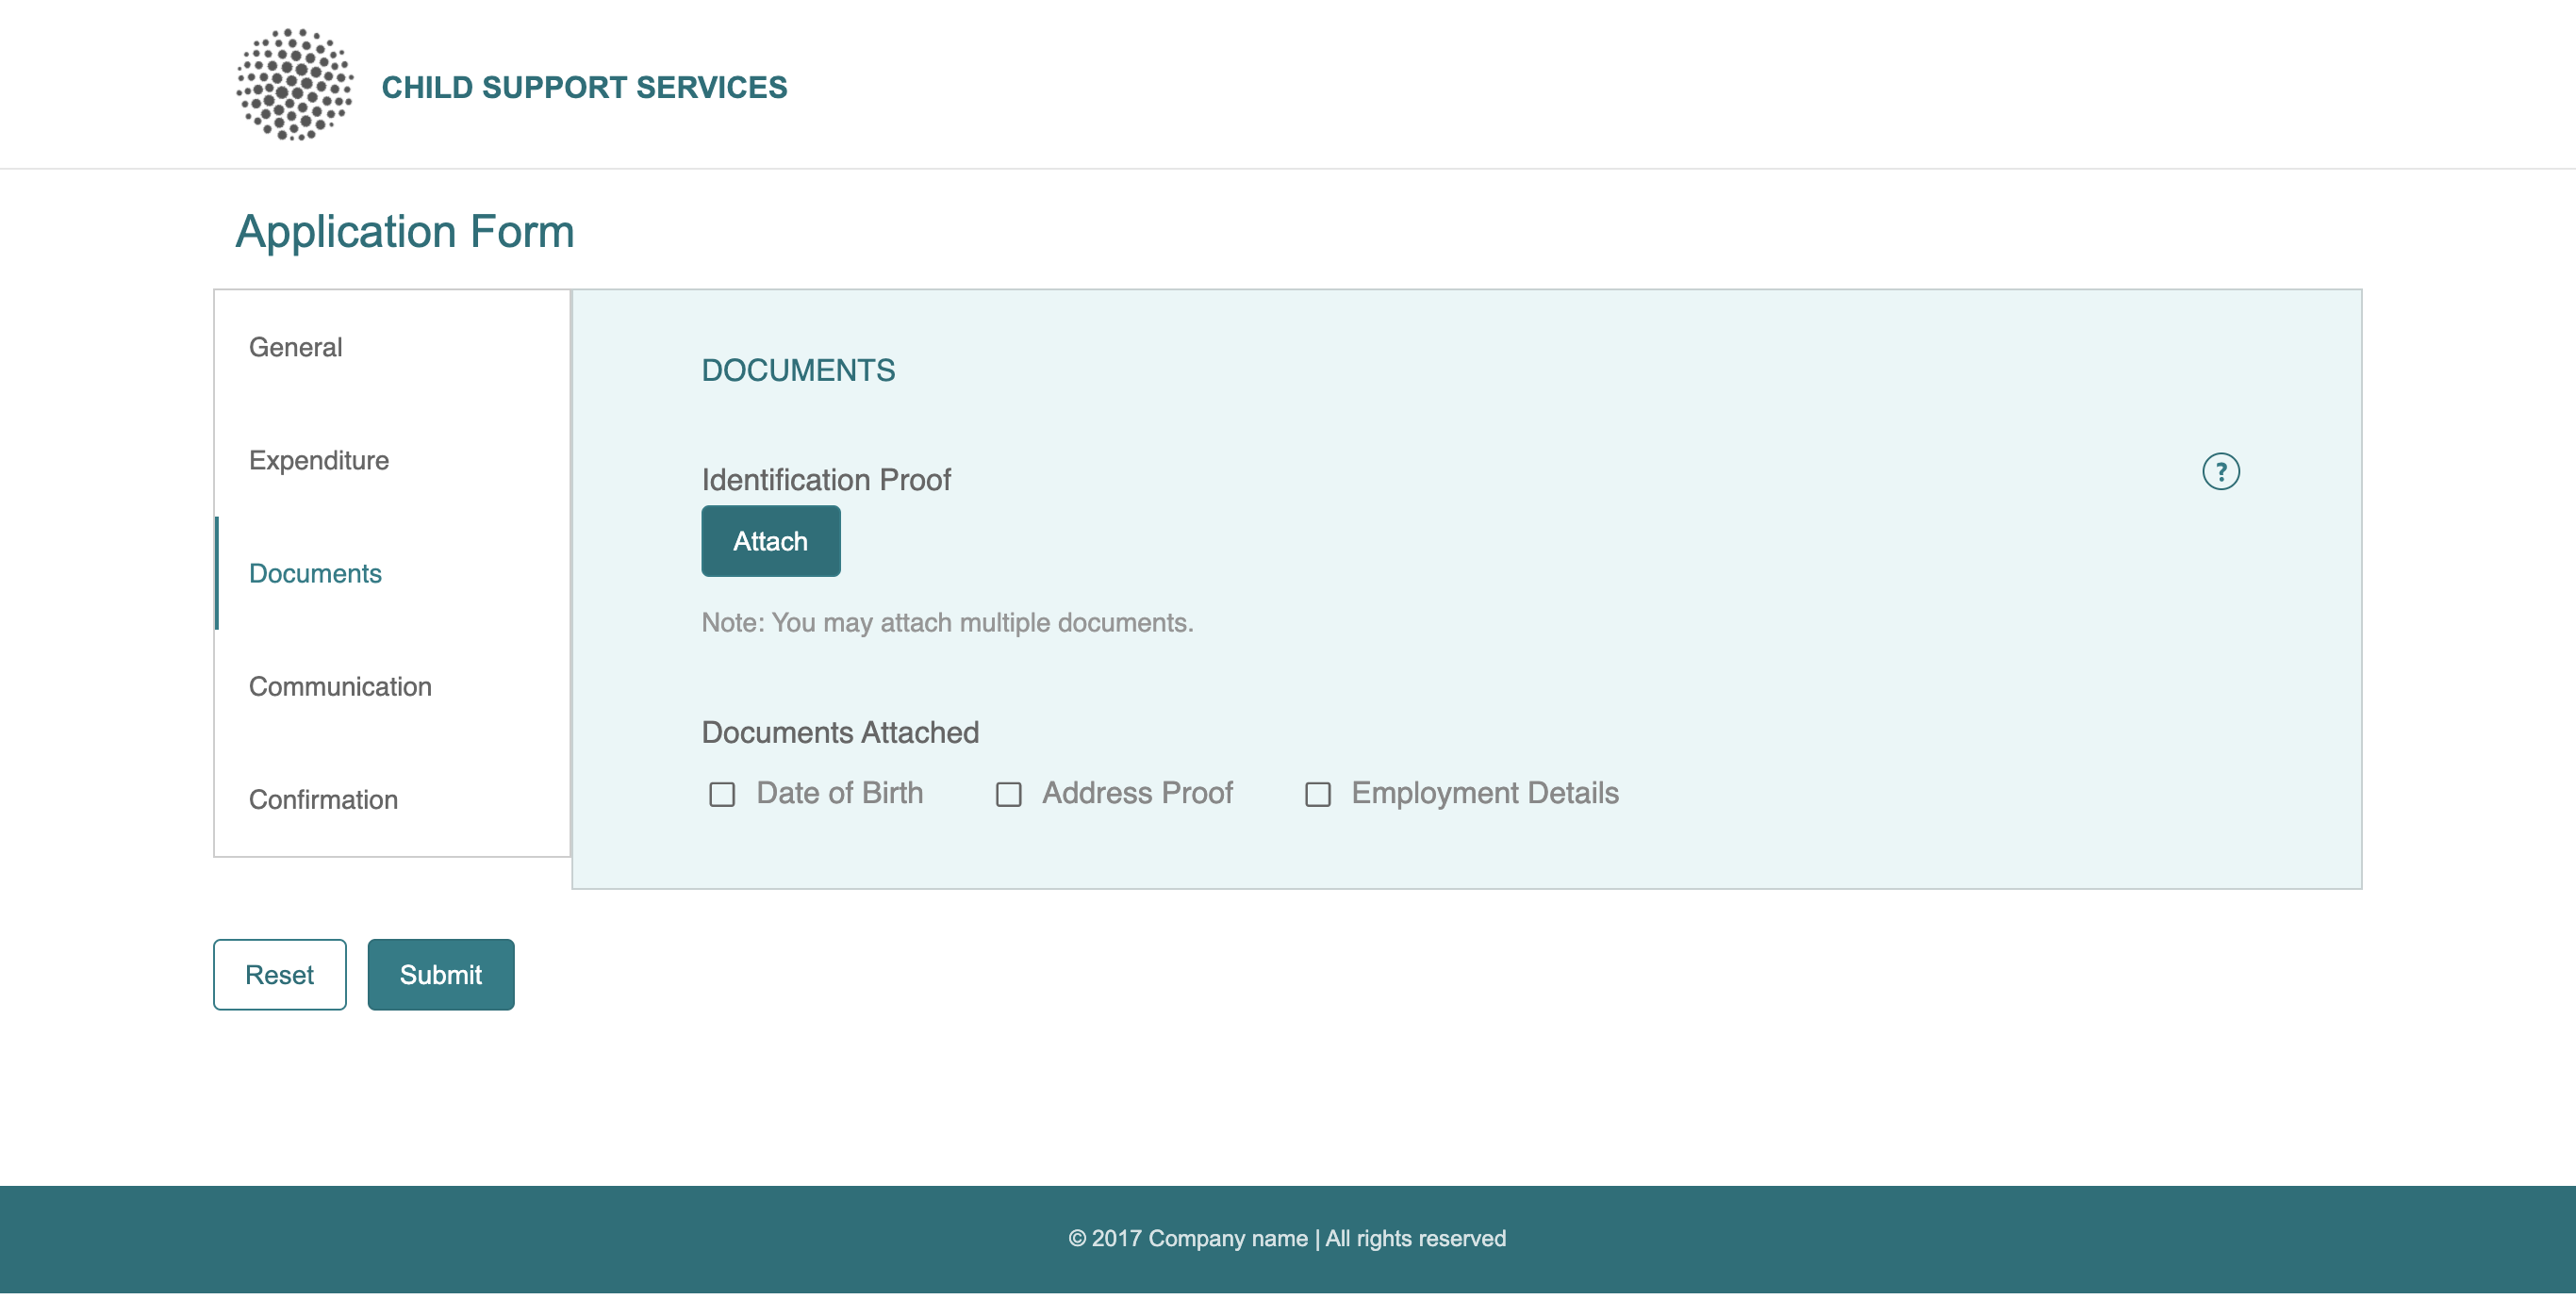 CHILD SUPPORT SERVICES
Application Form
General
Expenditure
Documents
Communication
Confirmation
DOCUMENTS
Identification Proof
?
Attach
Note: You may attach multiple documents.
Documents Attached
Date of Birth
Address Proof
Employment Details
Reset
Submit
© 2017 Company name | All rights reserved